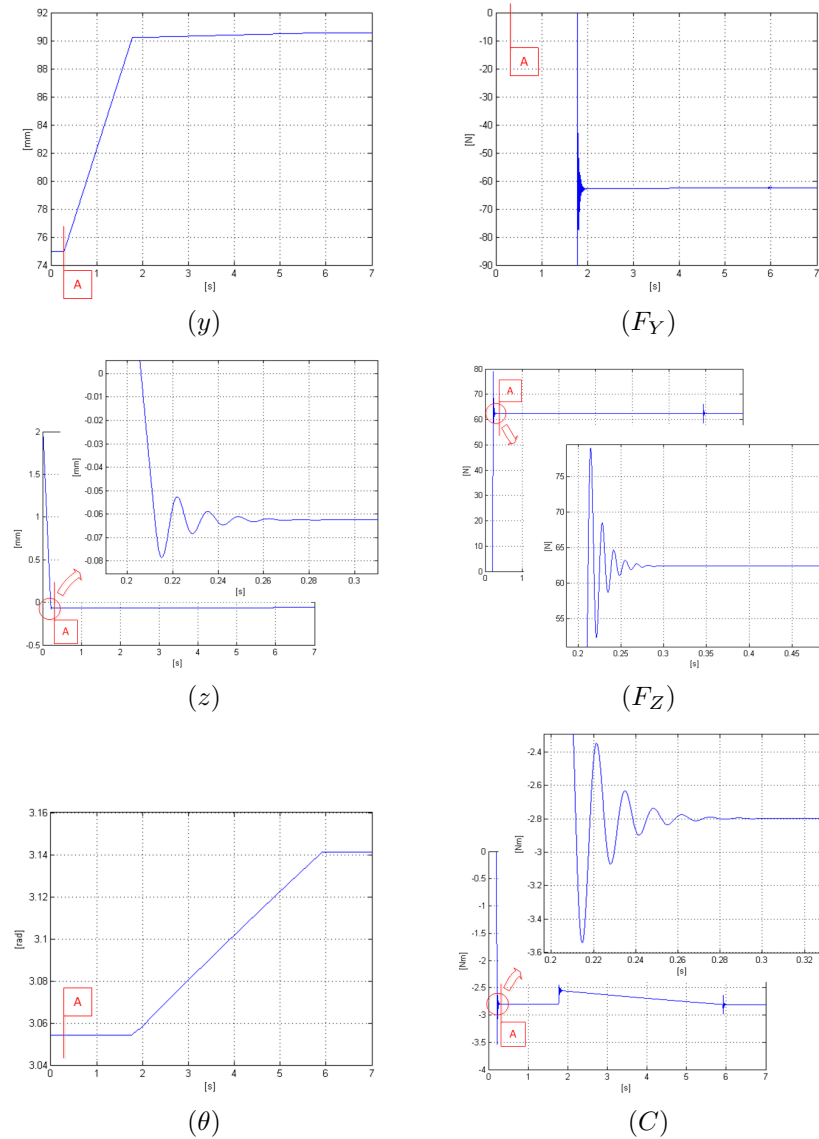 92
90
88
86
84
82
80
78
76
74
[mm]
0 1 2 3 4 5 6 7
[s]
A
(y)
0
-10
-20
-30
-40
-50
-60
-70
-80
-90
[N]
0 1 2 3 4 5 6 7
[s]
A
(F_Y)
2
1.5
1
0.5
0
-0.5
[mm]
0 1 2 3 4 5 6 7
[s]
A
0
-0.01
-0.02
-0.03
-0.04
-0.05
-0.06
-0.07
-0.08
[mm]
0.2 0.22 0.24 0.26 0.28 0.3
[s]
(z)
80
70
60
50
40
30
20
10
0
[N]
0 1
A
75
70
65
60
55
[N]
0.2 0.25 0.3 0.35 0.4 0.45
[s]
(F_Z)
3.16
3.14
3.12
3.1
3.08
3.06
3.04
[rad]
0 1 2 3 4 5 6 7
[s]
A
(θ)
-2.4
-2.6
-2.8
-3
-3.2
-3.4
-3.6
[Nm]
0.2 0.22 0.24 0.26 0.28 0.3 0.32
[s]
0
-0.5
-1
-1.5
-2
-2.5
-3
-3.5
-4
[Nm]
0 1 2 3 4 5 6 7
[s]
A
(C)